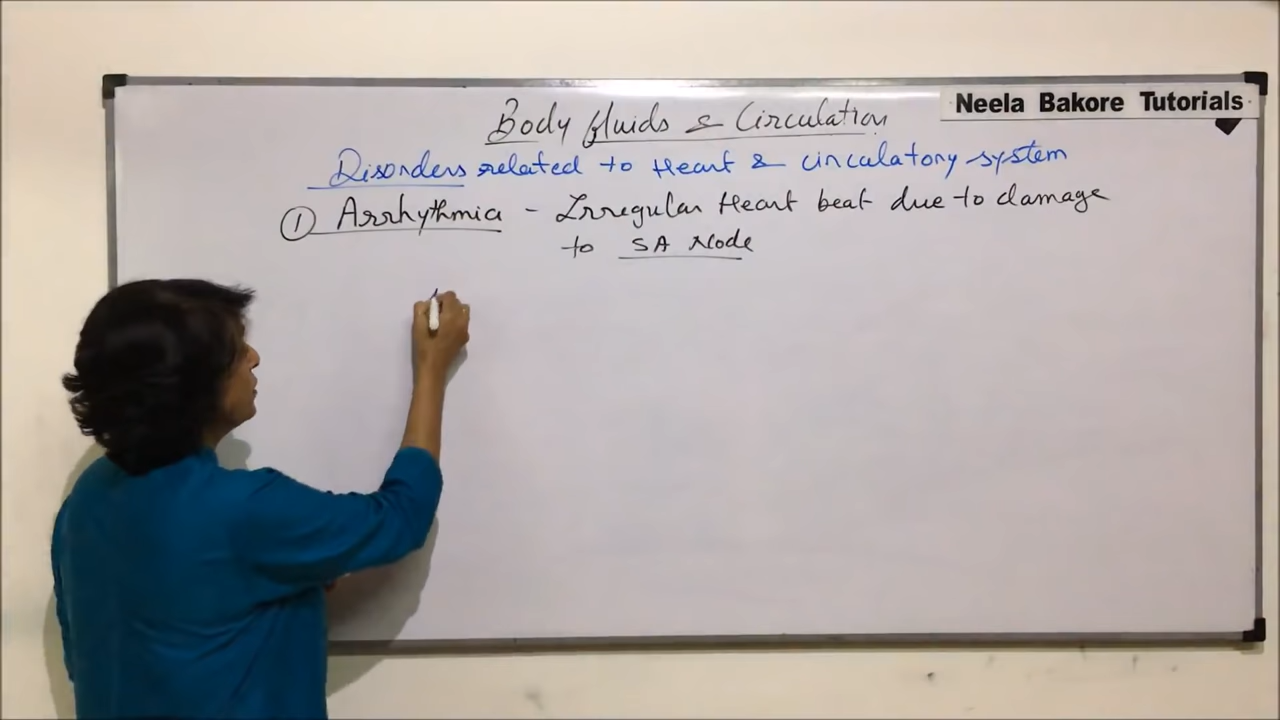 Neela Bakore Tutorials
Body fluids & Circulation
Disorders related to Heart & circulatory system
① Arrhythmia - Irregular Heart beat due to damage
to SA Node